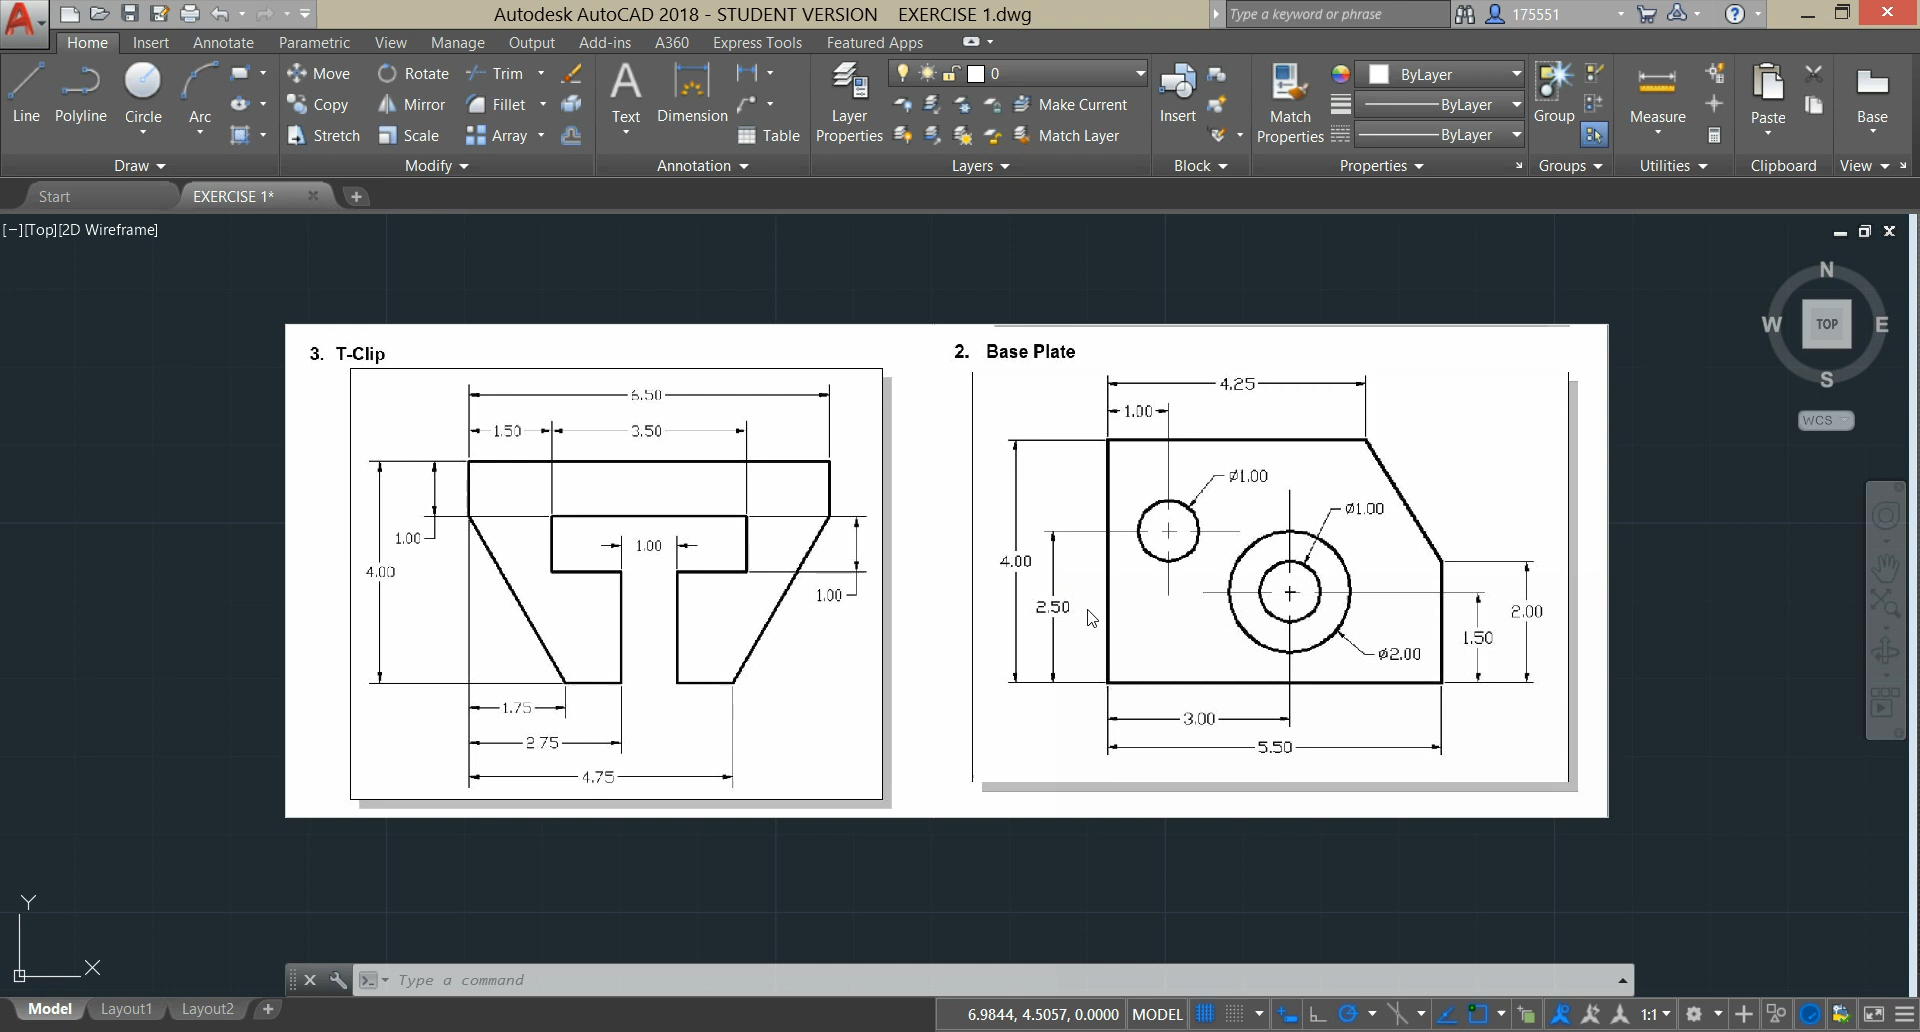 Autodesk AutoCAD 2018 - STUDENT VERSION EXERCISE 1.dwg
Type a keyword or phrase
175551
Home Insert Annotate Parametric View Manage Output Add-ins A360 Express Tools Featured Apps
Line Polyline Circle Arc
Move Rotate Trim
Copy Mirror Fillet
Stretch Scale Array
Text Dimension
Table
Layer Properties
0
Make Current
Match Layer
Insert
Match Properties
ByLayer
ByLayer
ByLayer
Group
Measure
Paste
Base
Draw Modify Annotation Layers Block Properties Groups Utilities Clipboard View
Start EXERCISE 1*
[−][Top][2D Wireframe]
N
W TOP E
S
WCS
3. T-Clip
6.50
1.50 3.50
1.00
1.00
4.00
1.00
1.75
2.75
4.75
2. Base Plate
4.25
1.00
Ø1.00
Ø1.00
4.00
2.50
2.00
1.50
Ø2.00
3.00
5.50
Y
X
Type a command
Model Layout1 Layout2
6.9844, 4.5057, 0.0000 MODEL 1:1